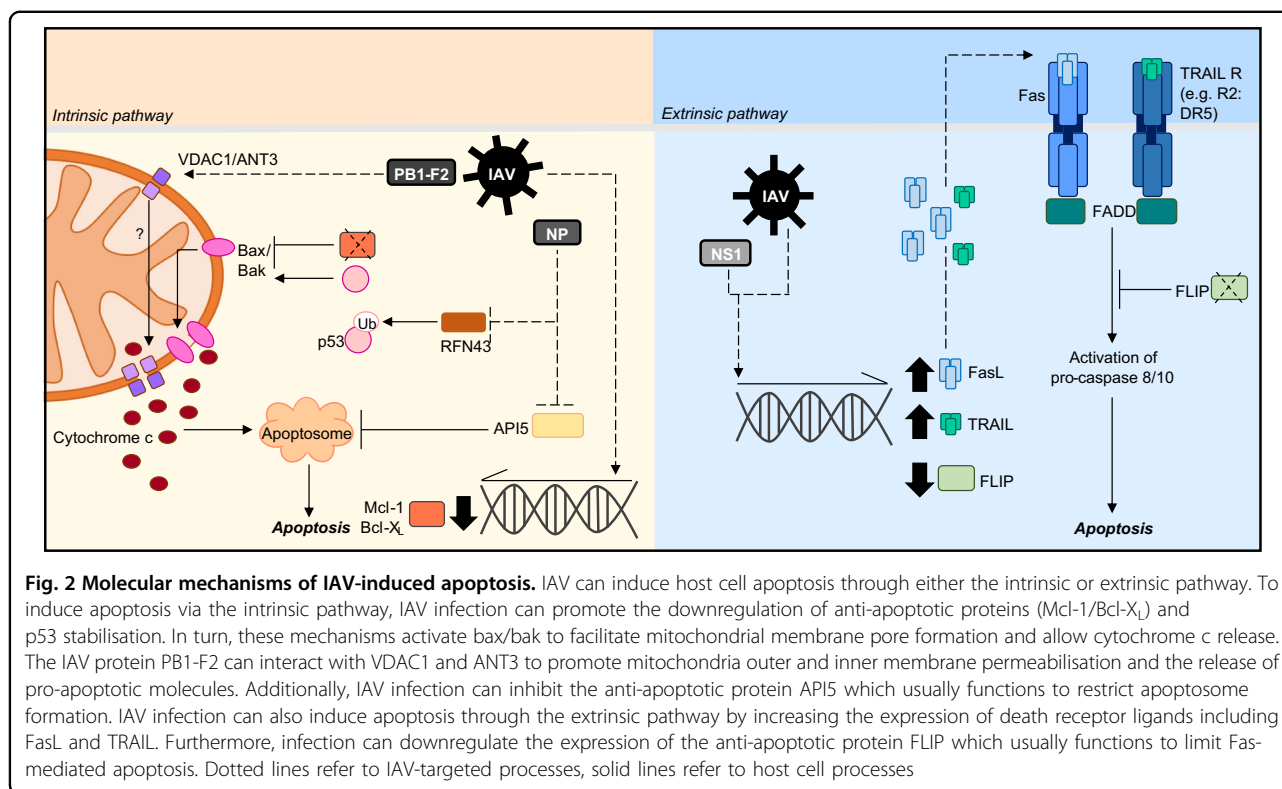 Intrinsic pathway
VDAC1/ANT3
PB1-F2
IAV
?
Bax/
Bak
NP
Ub
p53
RFN43
Cytochrome c
Apoptosome
API5
Mcl-1
Bcl-XL
Apoptosis
Extrinsic pathway
Fas
TRAIL R
(e.g. R2:
DR5)
IAV
NS1
FADD
FLIP
Activation of
pro-caspase 8/10
FasL
TRAIL
FLIP
Apoptosis
Fig. 2 Molecular mechanisms of IAV-induced apoptosis. IAV can induce host cell apoptosis through either the intrinsic or extrinsic pathway. To
induce apoptosis via the intrinsic pathway, IAV infection can promote the downregulation of anti-apoptotic proteins (Mcl-1/Bcl-XL) and
p53 stabilisation. In turn, these mechanisms activate bax/bak to facilitate mitochondrial membrane pore formation and allow cytochrome c release.
The IAV protein PB1-F2 can interact with VDAC1 and ANT3 to promote mitochondria outer and inner membrane permeabilisation and the release of
pro-apoptotic molecules. Additionally, IAV infection can inhibit the anti-apoptotic protein API5 which usually functions to restrict apoptosome
formation. IAV infection can also induce apoptosis through the extrinsic pathway by increasing the expression of death receptor ligands including
FasL and TRAIL. Furthermore, infection can downregulate the expression of the anti-apoptotic protein FLIP which usually functions to limit Fas-
mediated apoptosis. Dotted lines refer to IAV-targeted processes, solid lines refer to host cell processes